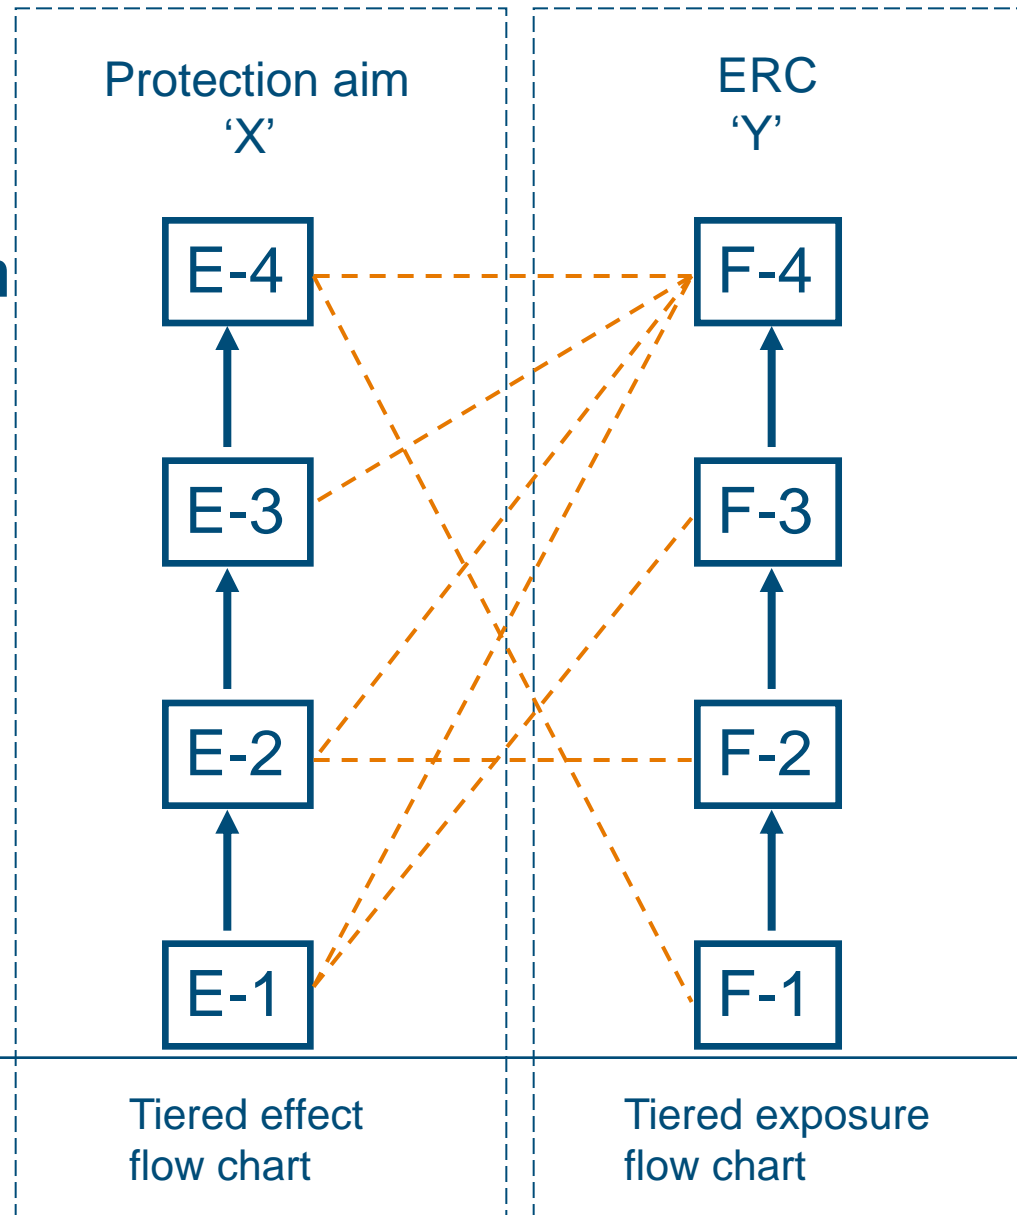 Protection aim
‘X’
E-4
E-3
E-2
E-1
Tiered effect
flow chart
ERC
‘Y’
F-4
F-3
F-2
F-1
Tiered exposure
flow chart